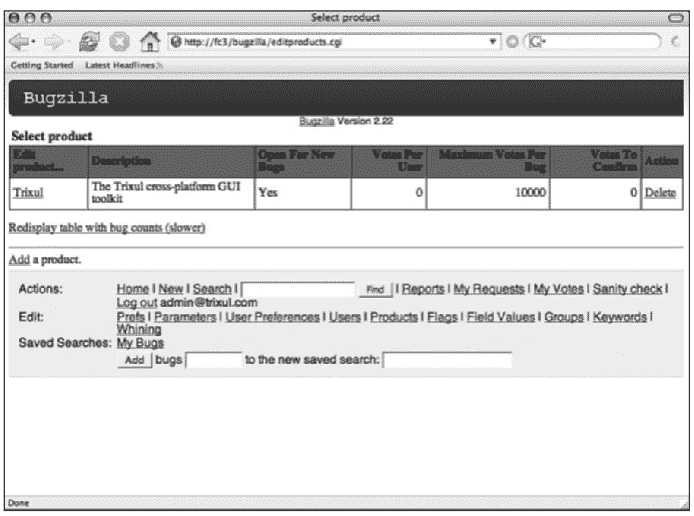 Select product
http://fc3/bugzilla/editproducts.cgi
G-
Getting Started Latest Headlines
Bugzilla
Bugzilla Version 2.22
Select product
Edit product... Description Open For New Bugs Votes Per User Maximum Votes Per Bug Votes To Confirm Action
Trixul The Trixul cross-platform GUI toolkit Yes 0 10000 0 Delete
Redisplay table with bug counts (slower)
Add a product.
Actions: Home | New | Search | Find | Reports | My Requests | My Votes | Sanity check |
Log out admin@trixul.com
Edit: Prefs | Parameters | User Preferences | Users | Products | Flags | Field Values | Groups | Keywords |
Whining
Saved Searches: My Bugs
Add bugs to the new saved search:
Done